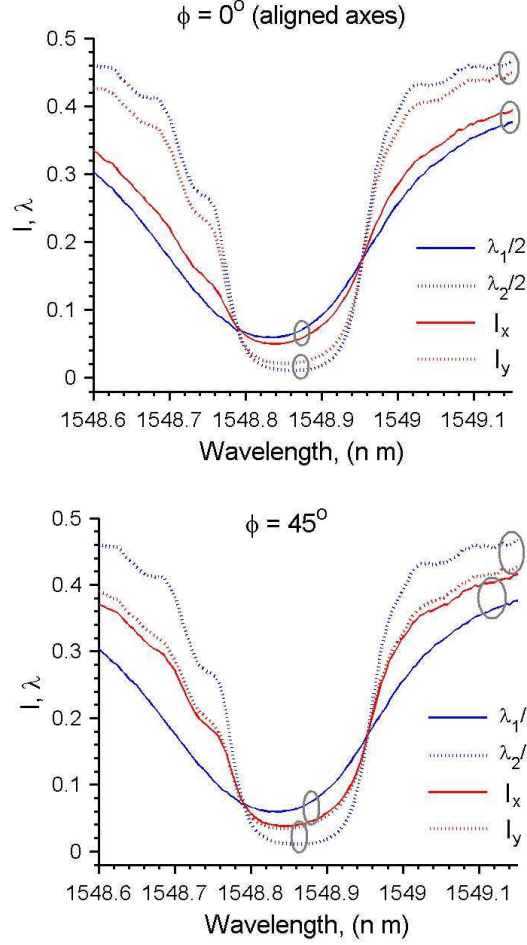 ϕ = 0° (aligned axes)
0.5
0.4
0.3
0.2
0.1
0
I, λ
λ₁/2
λ₂/2
Iₓ
I_y
1548.6 1548.7 1548.8 1548.9 1549 1549.1
Wavelength, (n m)
ϕ = 45°
0.5
0.4
0.3
0.2
0.1
0
I, λ
λ₁/
λ₂/
Iₓ
I_y
1548.6 1548.7 1548.8 1548.9 1549 1549.1
Wavelength, (n m)